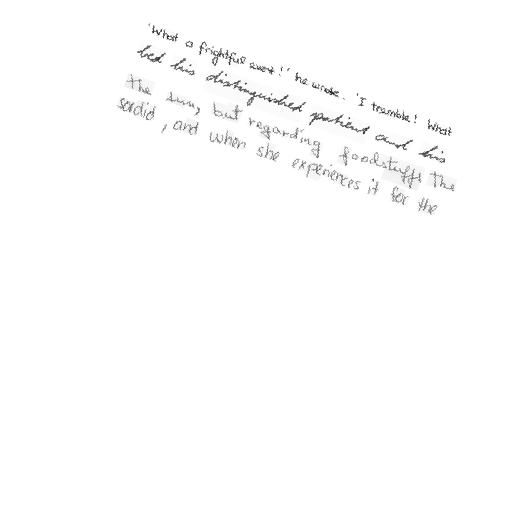 'What a frightful event!' he wrote. 'I tremble! What
led his distinguished patient and his
the sun, but regarding foodstuffs the
sordid, and when she experiences it for the